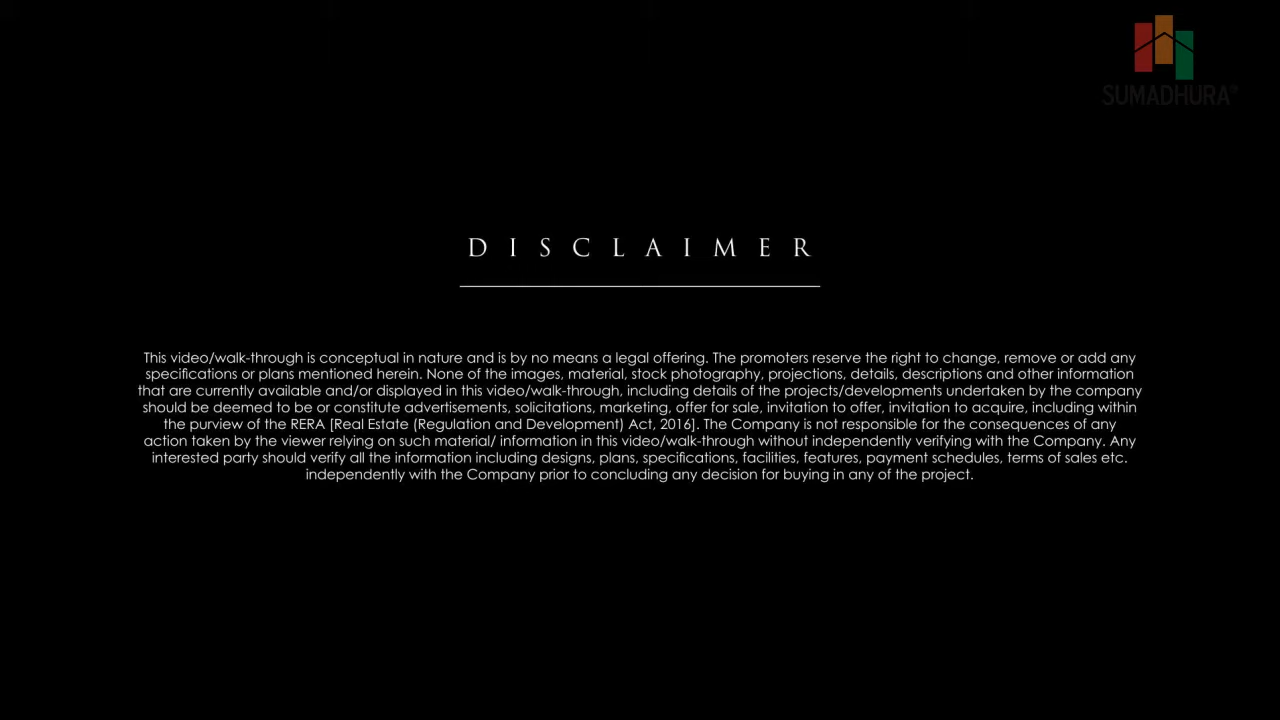 SUMADHURA®
DISCLAIMER
This video/walk-through is conceptual in nature and is by no means a legal offering. The promoters reserve the right to change, remove or add any
specifications or plans mentioned herein. None of the images, material, stock photography, projections, details, descriptions and other information
that are currently available and/or displayed in this video/walk-through, including details of the projects/developments undertaken by the company
should be deemed to be or constitute advertisements, solicitations, marketing, offer for sale, invitation to offer, invitation to acquire, including within
the purview of the RERA [Real Estate (Regulation and Development) Act, 2016]. The Company is not responsible for the consequences of any
action taken by the viewer relying on such material/ information in this video/walk-through without independently verifying with the Company. Any
interested party should verify all the information including designs, plans, specifications, facilities, features, payment schedules, terms of sales etc.
independently with the Company prior to concluding any decision for buying in any of the project.